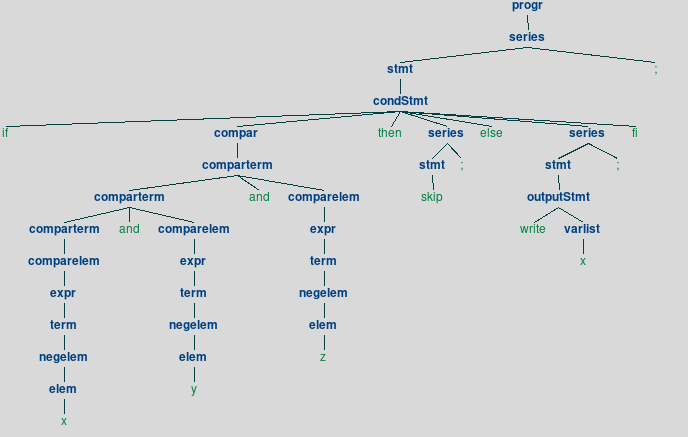 progr
series
stmt ;
condStmt
if compar then series else series fi
comparterm stmt ; stmt ;
comparterm and comparelem skip outputStmt
comparterm and comparelem expr write varlist
comparelem expr term x
expr term negelem
term negelem elem
negelem elem z
elem y
x